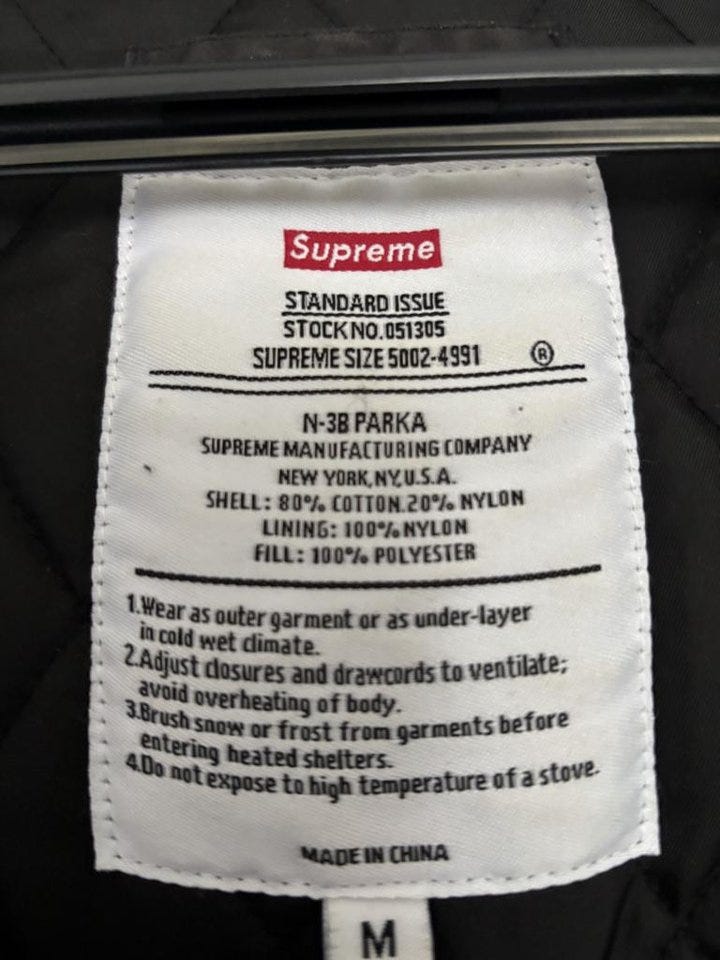 Supreme
STANDARD ISSUE
STOCK NO.051305
SUPREME SIZE 5002-4991 ®
N-3B PARKA
SUPREME MANUFACTURING COMPANY
NEW YORK,NY,U.S.A.
SHELL: 80% COTTON.20% NYLON
LINING: 100% NYLON
FILL: 100% POLYESTER
1.Wear as outer garment or as under-layer
in cold wet climate.
2.Adjust closures and drawcords to ventilate;
avoid overheating of body.
3.Brush snow or frost from garments before
entering heated shelters.
4.Do not expose to high temperature of a stove.
MADE IN CHINA
M